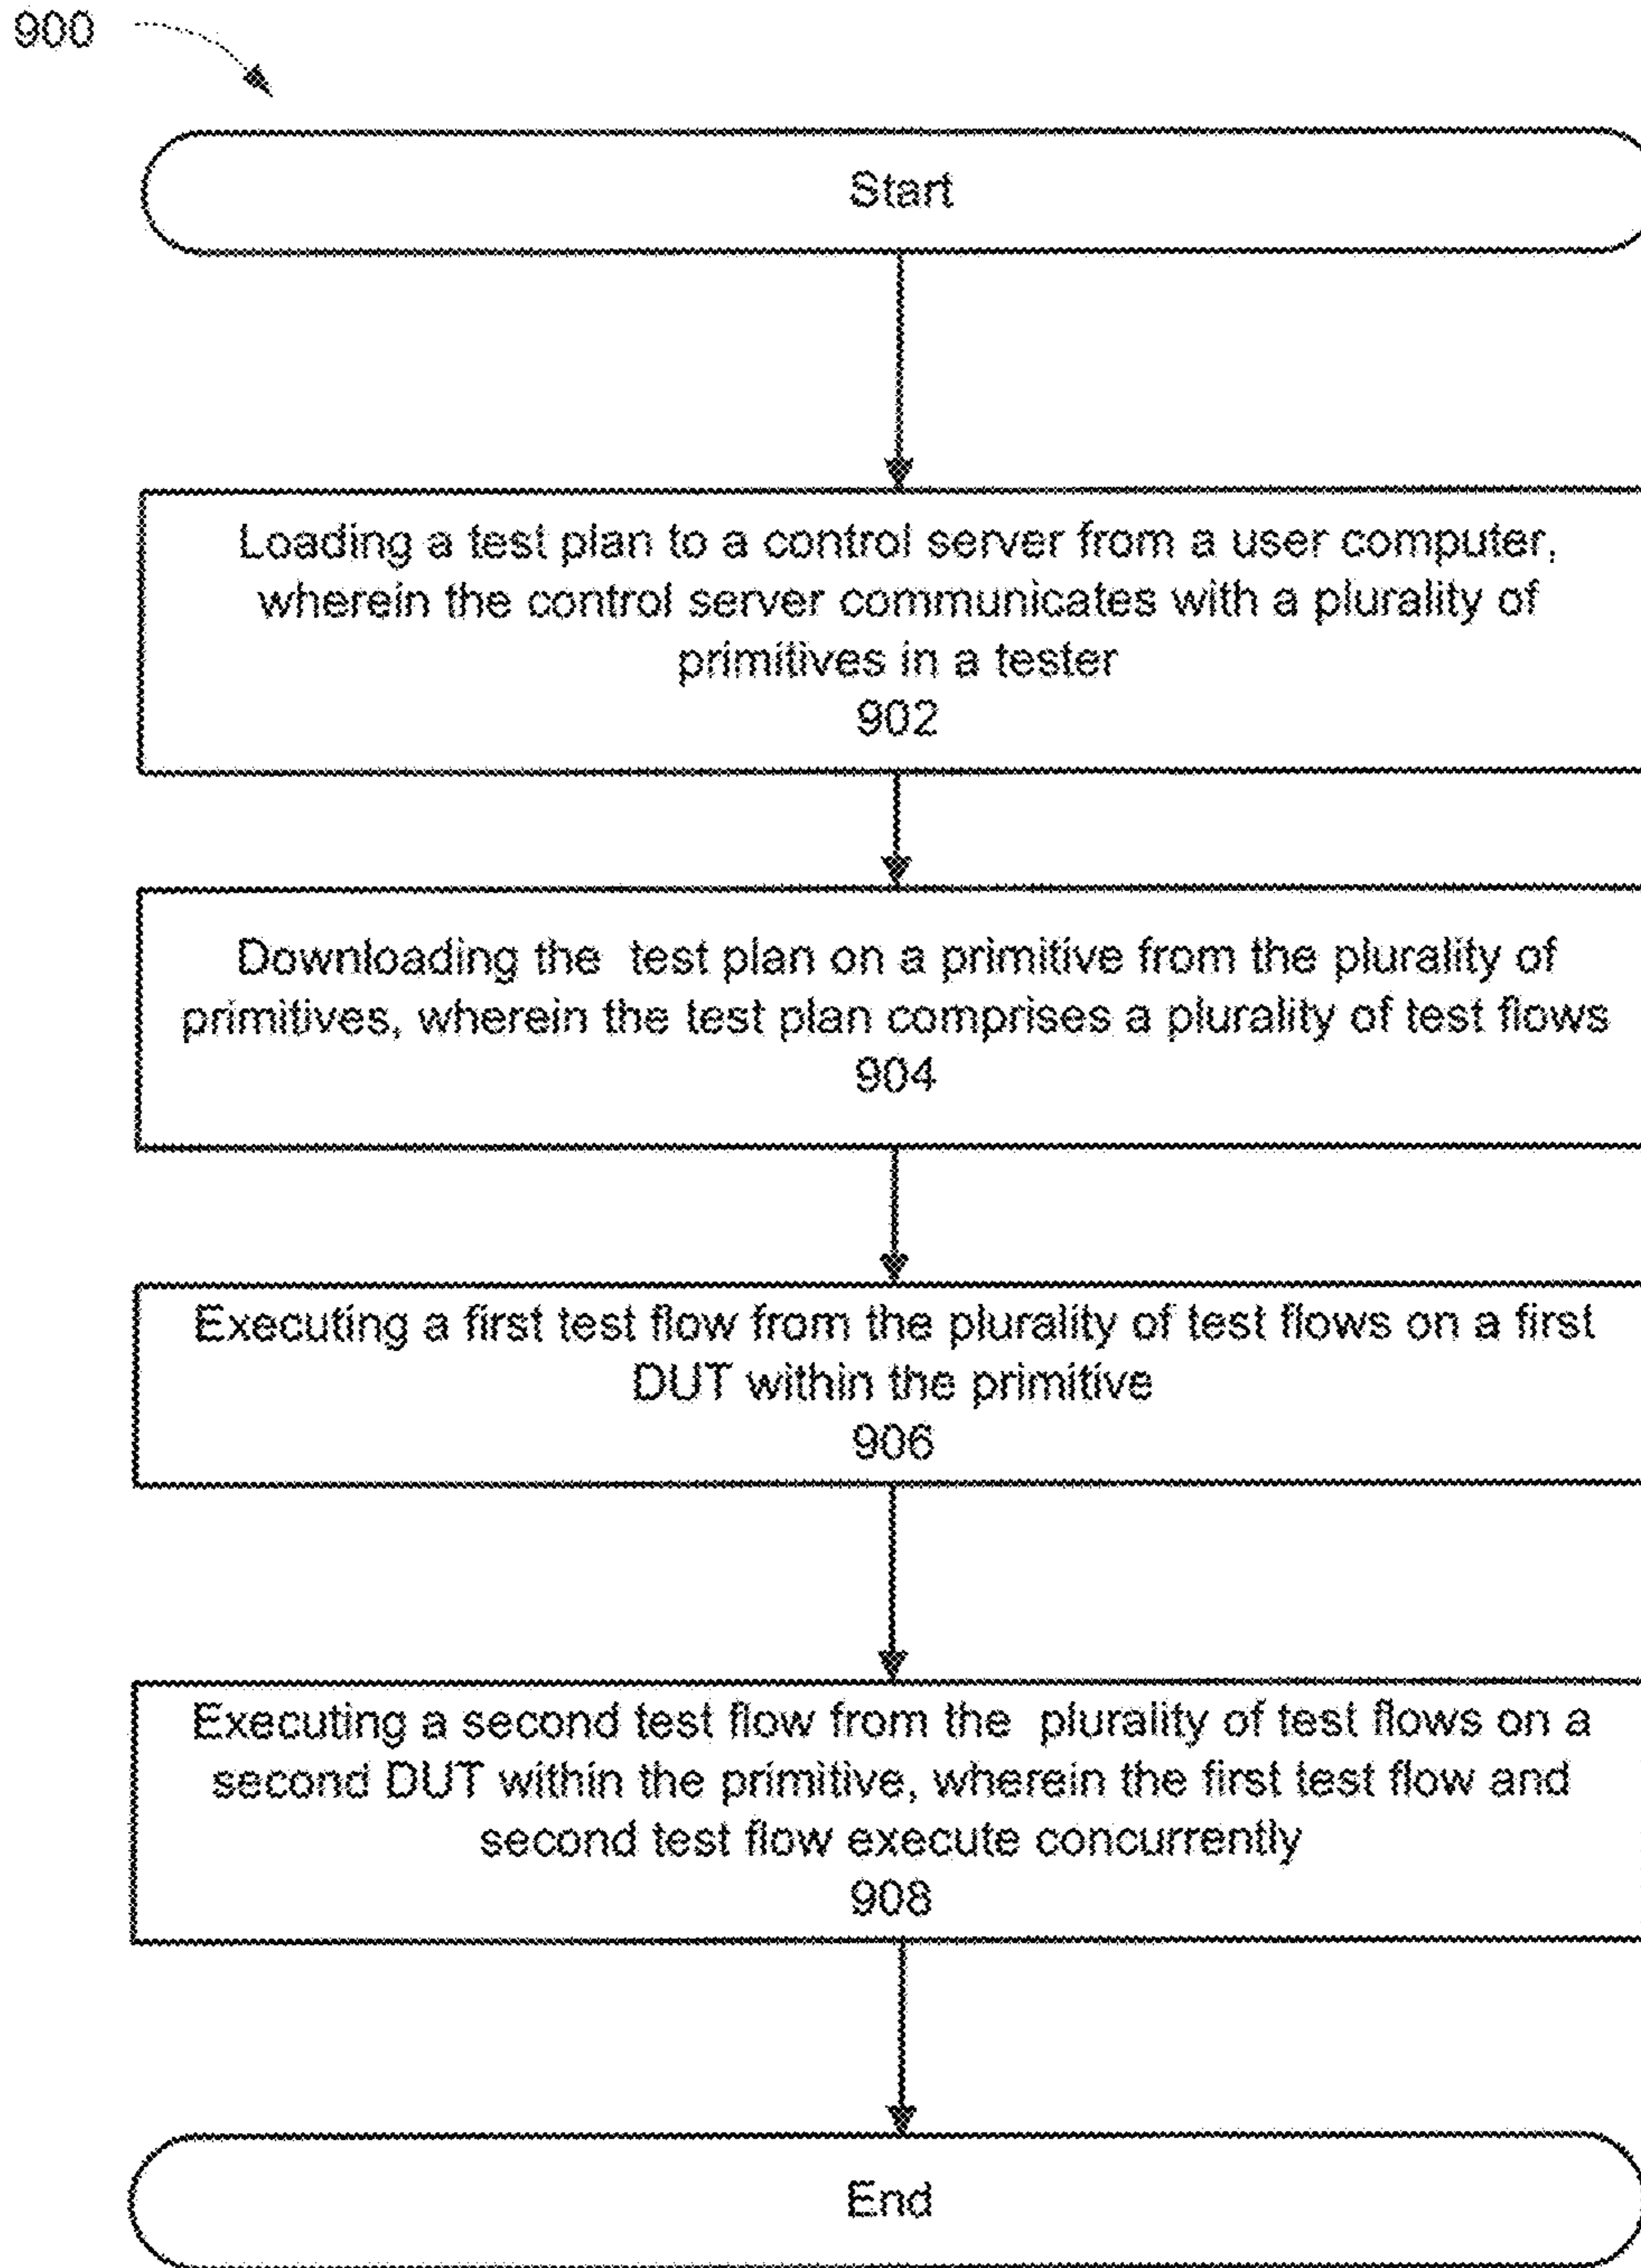 900
Start
Loading a test plan to a control server from a user computer,
wherein the control server communicates with a plurality of
primitives in a tester
902
Downloading the test plan on a primitive from the plurality of
primitives, wherein the test plan comprises a plurality of test flows
904
Executing a first test flow from the plurality of test flows on a first
DUT within the primitive
906
Executing a second test flow from the plurality of test flows on a
second DUT within the primitive, wherein the first test flow and
second test flow execute concurrently
908
End